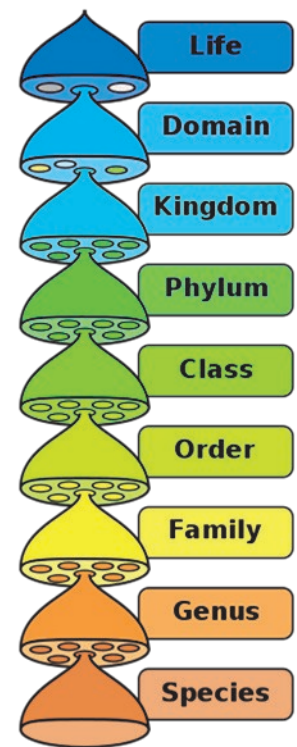 Life
Domain
Kingdom
Phylum
Class
Order
Family
Genus
Species